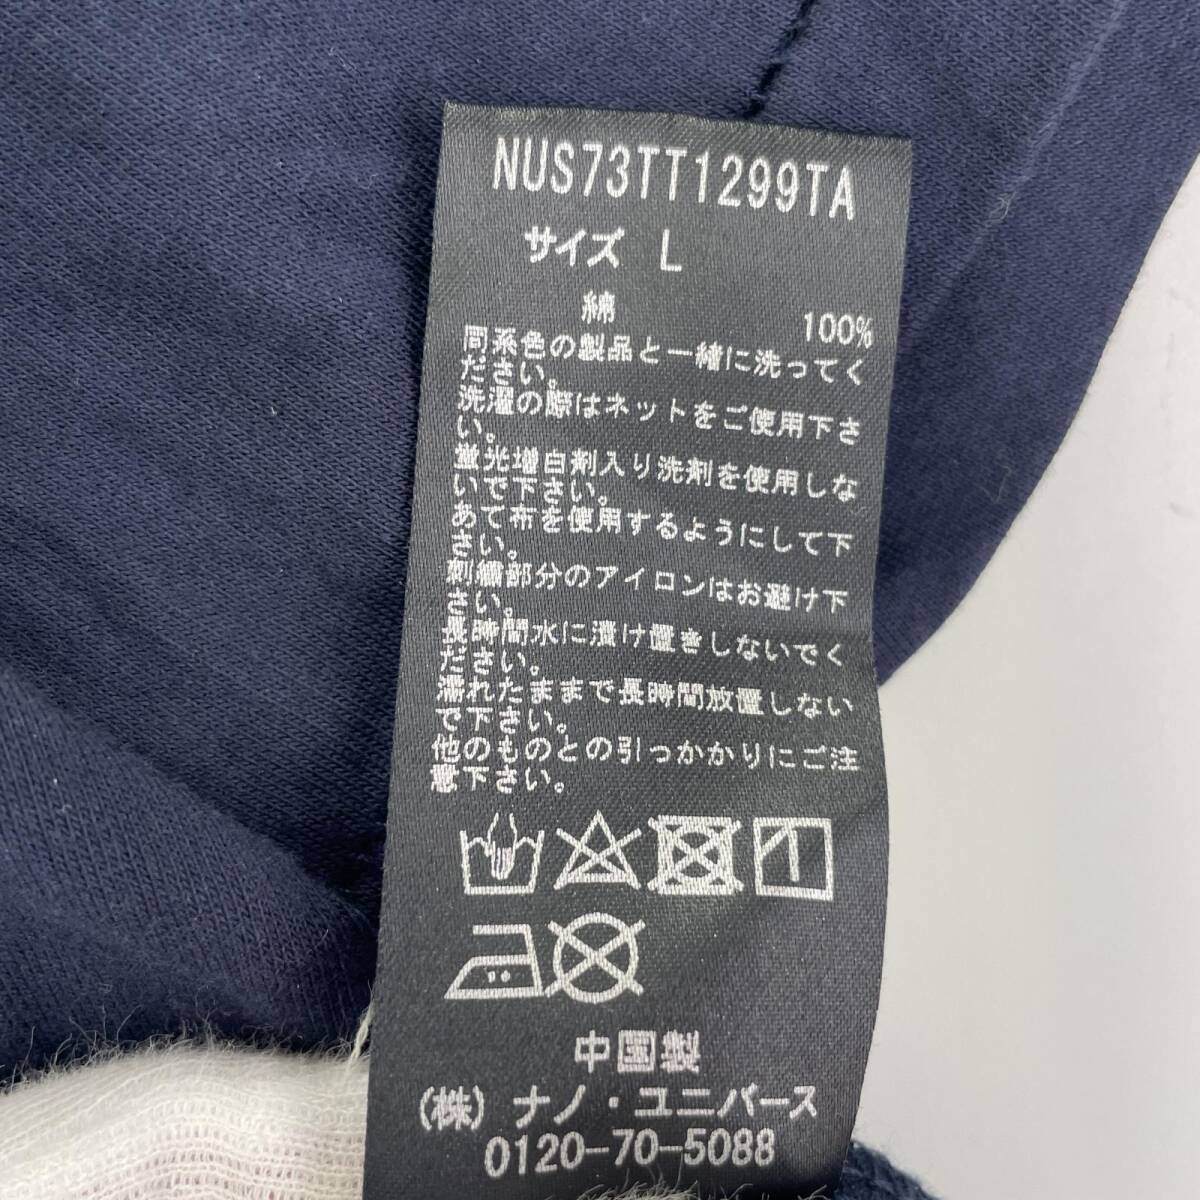 NUS73TT1299TA
サイズ L
綿 100%
同系色の製品と一緒に洗ってく
ださい。
洗濯の際はネットをご使用下さ
い。
蛍光増白剤入り洗剤を使用しな
いで下さい。
あて布を使用するようにして下
さい。
刺繍部分のアイロンはお避け下
さい。
長時間水に漬け置きしないでく
ださい。
濡れたままで長時間放置しない
で下さい。
他のものとの引っかかりにご注
意下さい。
中国製
(株)ナノ・ユニバース
0120-70-5088